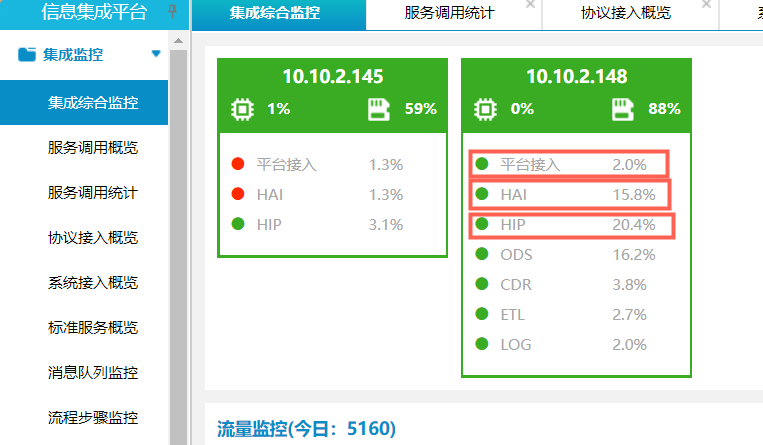 信息集成平台
集成综合监控
服务调用统计
协议接入概览
集成监控
集成综合监控
服务调用概览
服务调用统计
协议接入概览
系统接入概览
标准服务概览
消息队列监控
流程步骤监控
10.10.2.145
1% 59%
平台接入 1.3%
HAI 1.3%
HIP 3.1%
10.10.2.148
0% 88%
平台接入 2.0%
HAI 15.8%
HIP 20.4%
ODS 16.2%
CDR 3.8%
ETL 2.7%
LOG 2.0%
流量监控(今日：5160)